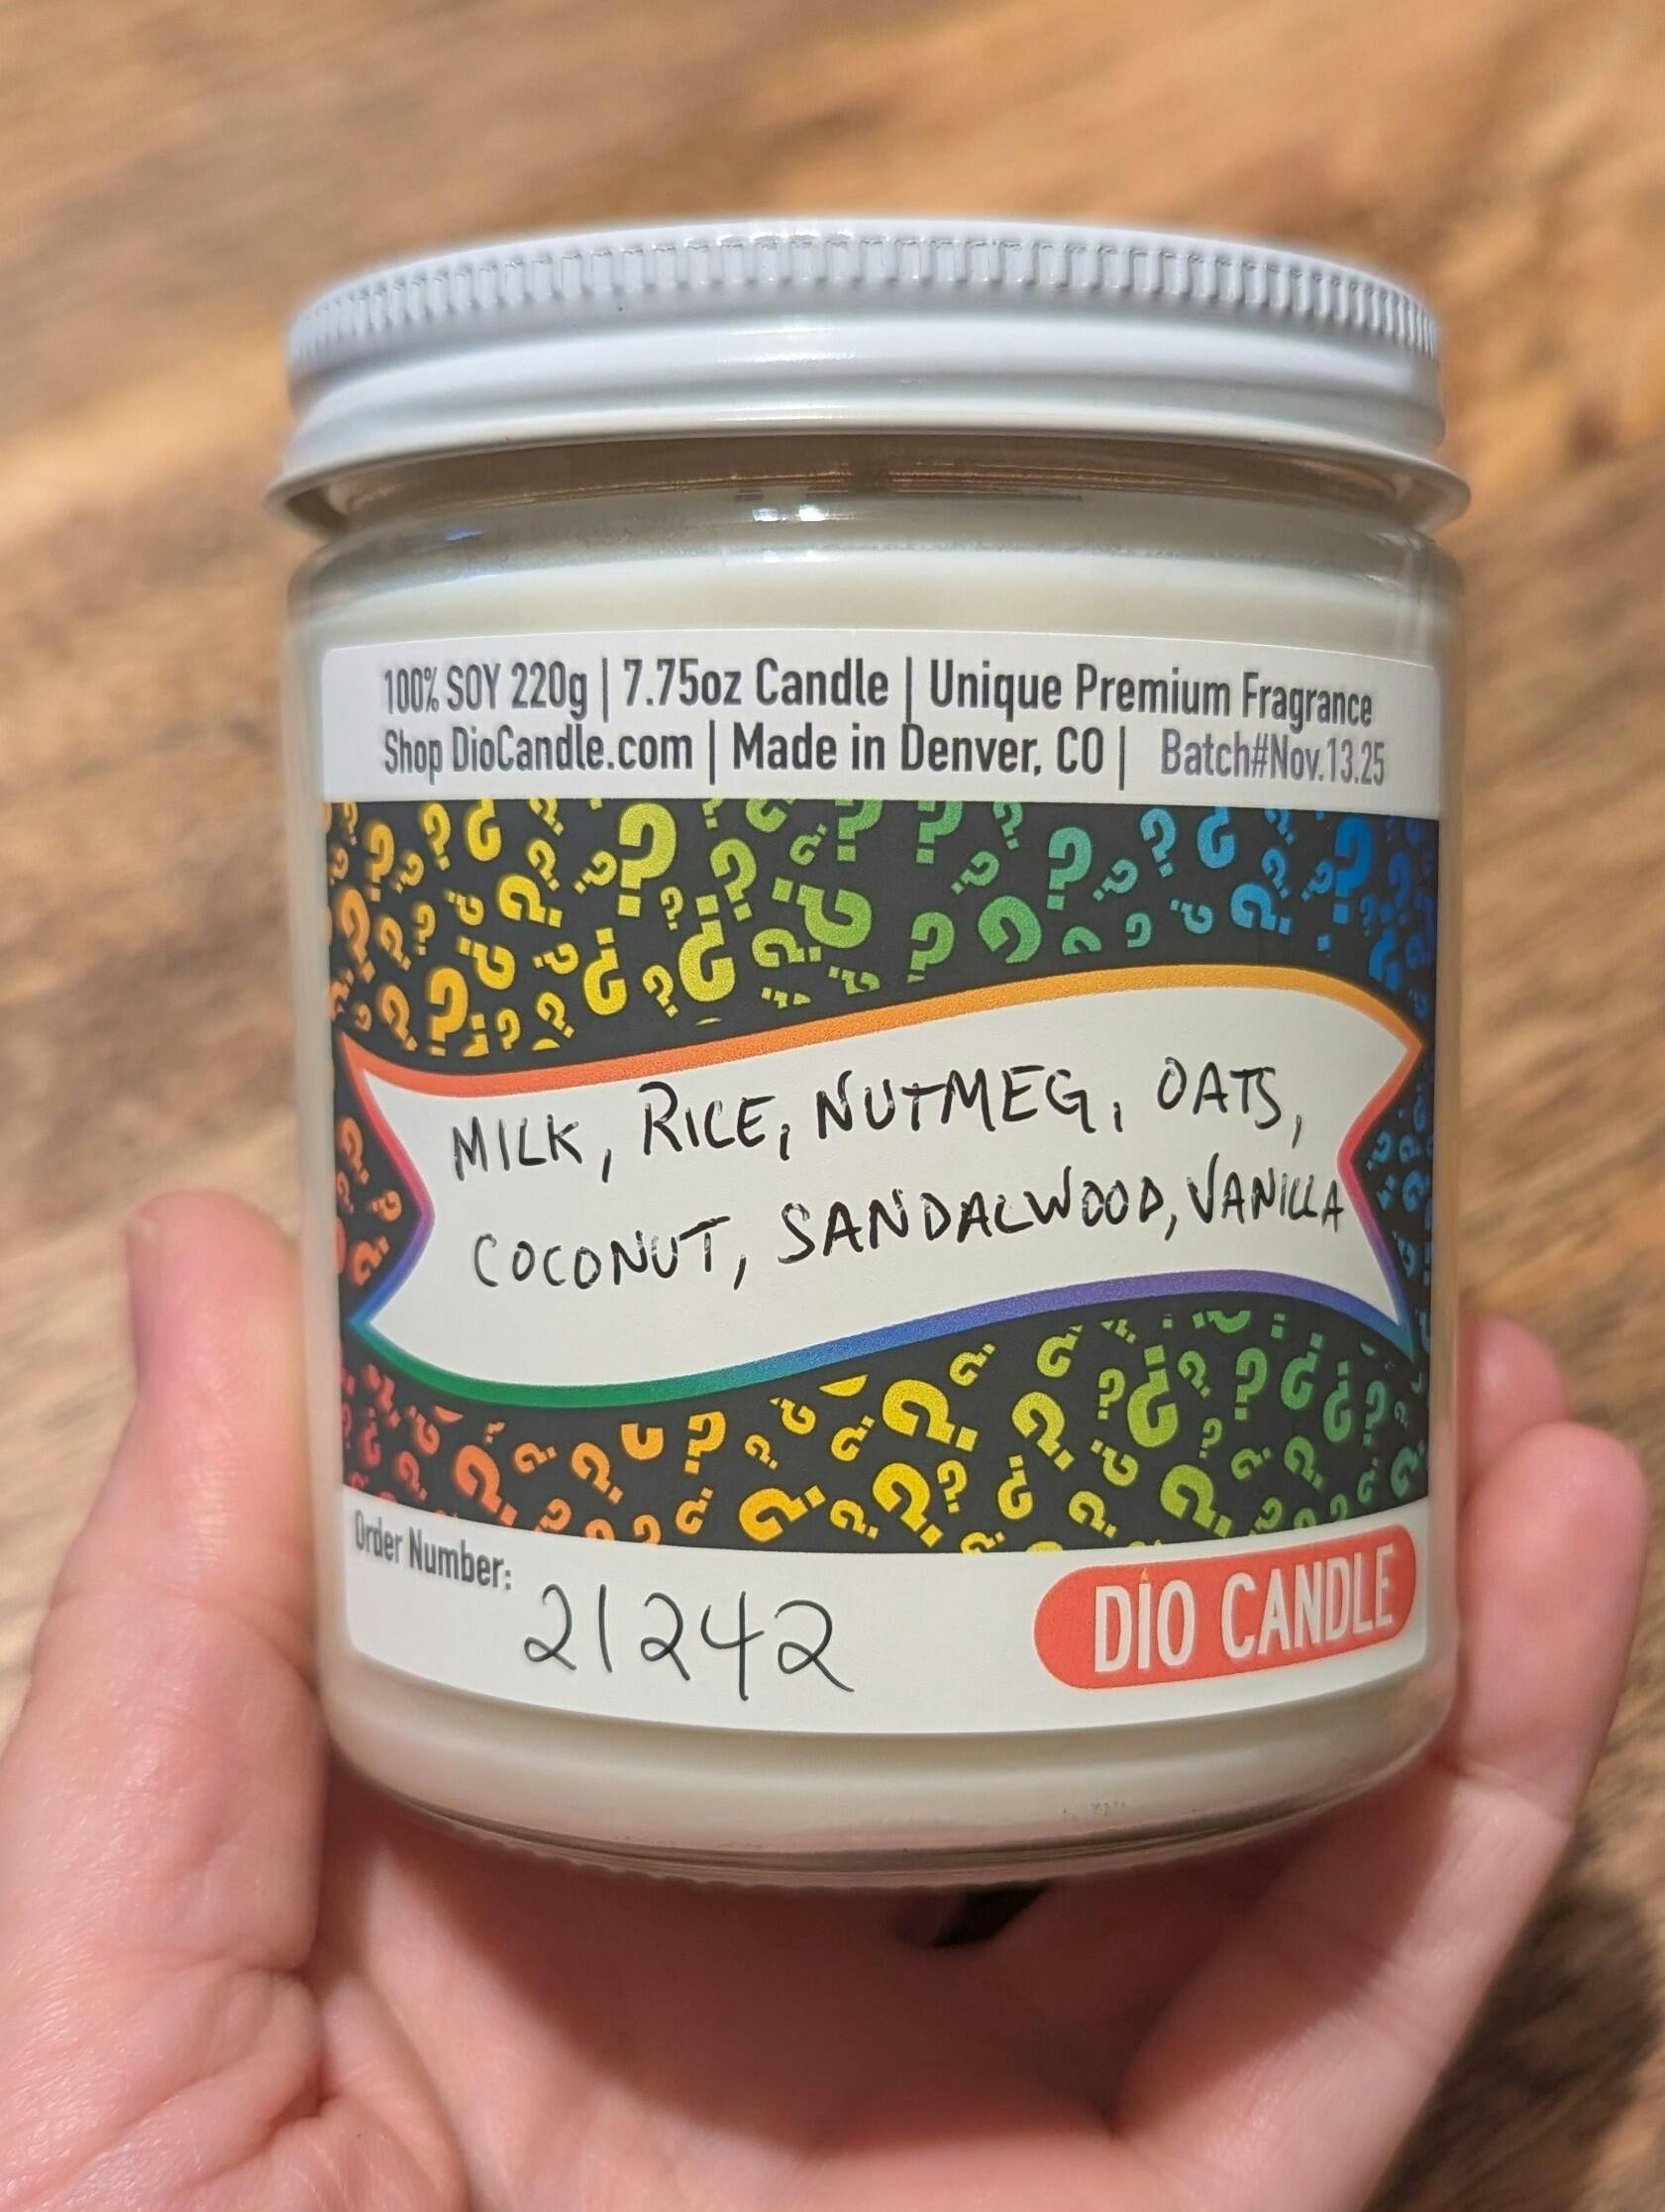 100% SOY 220g | 7.75oz Candle | Unique Premium Fragrance
Shop DioCandle.com | Made in Denver, CO | Batch#Nov.13.25
MILK, RICE, NUTMEG, OATS,
COCONUT, SANDALWOOD, VANILLA
Order Number:
21242
DIO CANDLE